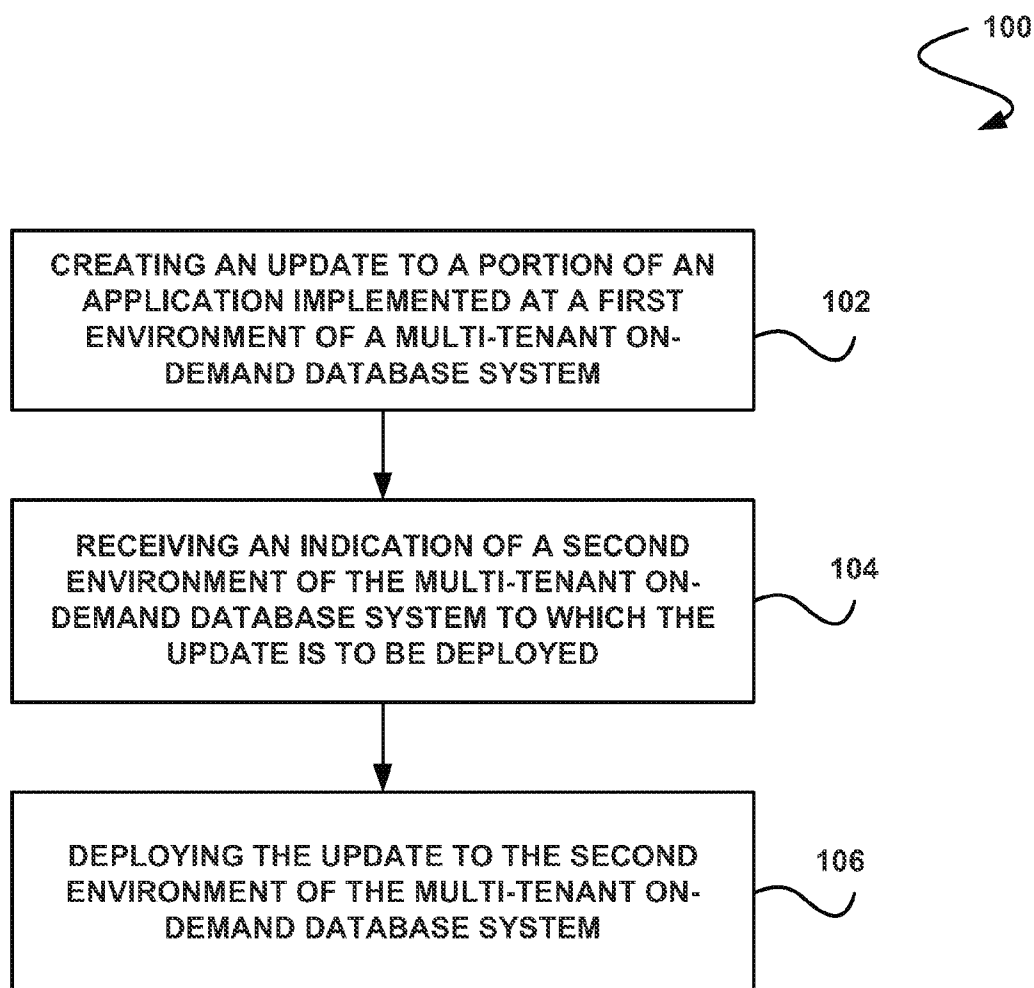 100
CREATING AN UPDATE TO A PORTION OF AN
APPLICATION IMPLEMENTED AT A FIRST
ENVIRONMENT OF A MULTI-TENANT ON-
DEMAND DATABASE SYSTEM
102
RECEIVING AN INDICATION OF A SECOND
ENVIRONMENT OF THE MULTI-TENANT ON-
DEMAND DATABASE SYSTEM TO WHICH THE
UPDATE IS TO BE DEPLOYED
104
DEPLOYING THE UPDATE TO THE SECOND
ENVIRONMENT OF THE MULTI-TENANT ON-
DEMAND DATABASE SYSTEM
106